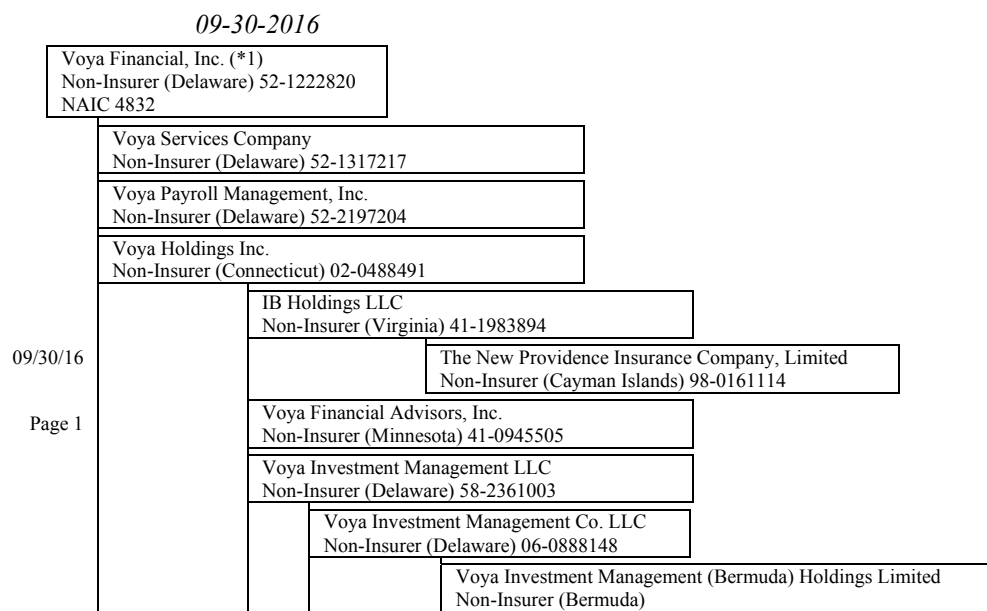 09-30-2016
Voya Financial, Inc. (*1)
Non-Insurer (Delaware) 52-1222820
NAIC 4832
Voya Services Company
Non-Insurer (Delaware) 52-1317217
Voya Payroll Management, Inc.
Non-Insurer (Delaware) 52-2197204
Voya Holdings Inc.
Non-Insurer (Connecticut) 02-0488491
IB Holdings LLC
Non-Insurer (Virginia) 41-1983894
09/30/16
The New Providence Insurance Company, Limited
Non-Insurer (Cayman Islands) 98-0161114
Page 1
Voya Financial Advisors, Inc.
Non-Insurer (Minnesota) 41-0945505
Voya Investment Management LLC
Non-Insurer (Delaware) 58-2361003
Voya Investment Management Co. LLC
Non-Insurer (Delaware) 06-0888148
Voya Investment Management (Bermuda) Holdings Limited
Non-Insurer (Bermuda)